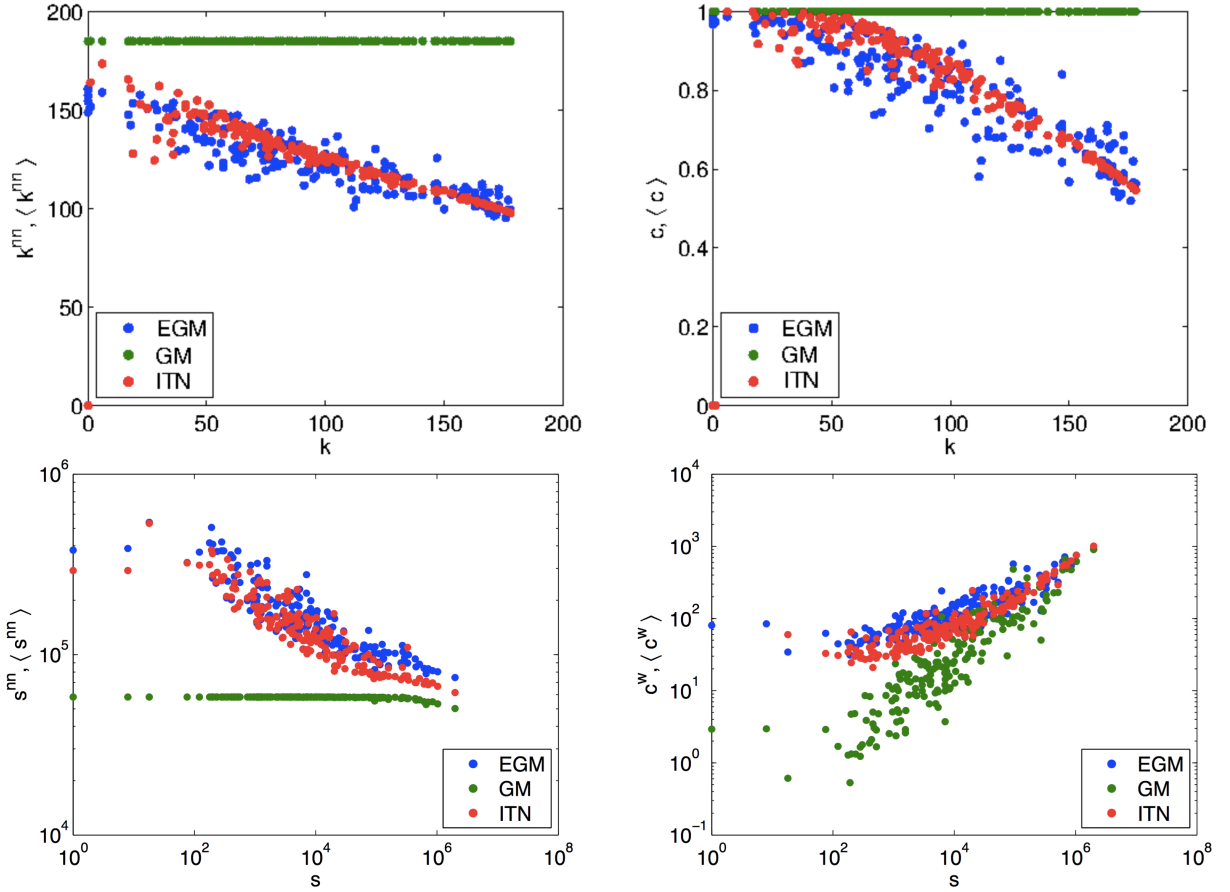 200
150
100
50
0
k^nn, ⟨ k^nn ⟩
EGM
GM
ITN
0 50 100 150 200
k
1
0.8
0.6
0.4
0.2
0
c, ⟨ c ⟩
EGM
GM
ITN
0 50 100 150 200
k
10^6
10^5
10^4
s^nn, ⟨ s^nn ⟩
EGM
GM
ITN
10^0 10^2 10^4 10^6 10^8
s
10^4
10^3
10^2
10^1
10^0
10^-1
c^w, ⟨ c^w ⟩
EGM
GM
ITN
10^0 10^2 10^4 10^6 10^8
s